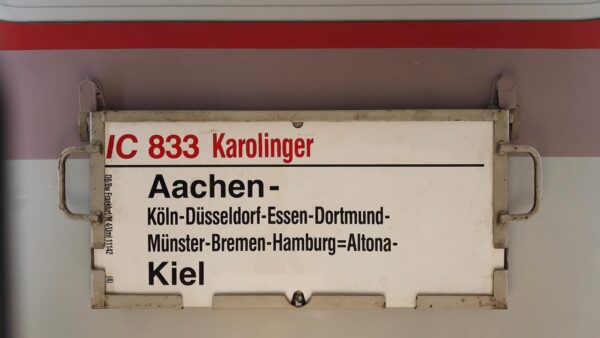 IC 833 Karolinger
Aachen-
Köln-Düsseldorf-Essen-Dortmund-
Münster-Bremen-Hamburg=Altona-
Kiel